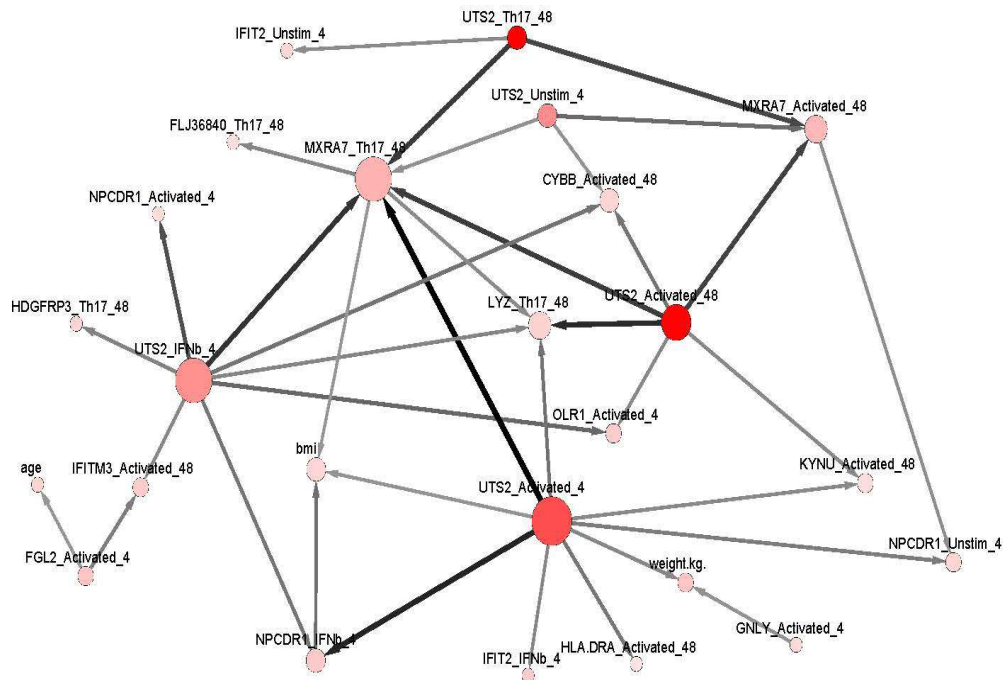 UTS2_Th17_48
IFIT2_Unstim_4
UTS2_Unstim_4
MXRA7_Activated_48
FLJ36840_Th17_48
MXRA7_Th17_48
CYBB_Activated_48
NPCDR1_Activated_4
UTS2_Activated_48
HDGFRP3_Th17_48
LYZ_Th17_48
UTS2_IFNb_4
OLR1_Activated_4
bmi
KYNU_Activated_48
age
IFITM3_Activated_48
UTS2_Activated_4
NPCDR1_Unstim_4
FGL2_Activated_4
weight.kg.
GNLY_Activated_4
NPCDR1_IFNb_4
HLA.DRA_Activated_48
IFIT2_IFNb_4